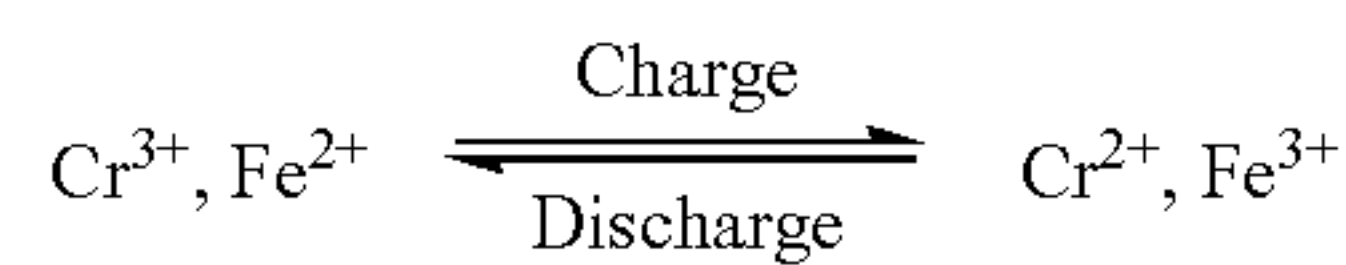 Charge
Cr³⁺, Fe²⁺ ⇌ Cr²⁺, Fe³⁺
Discharge